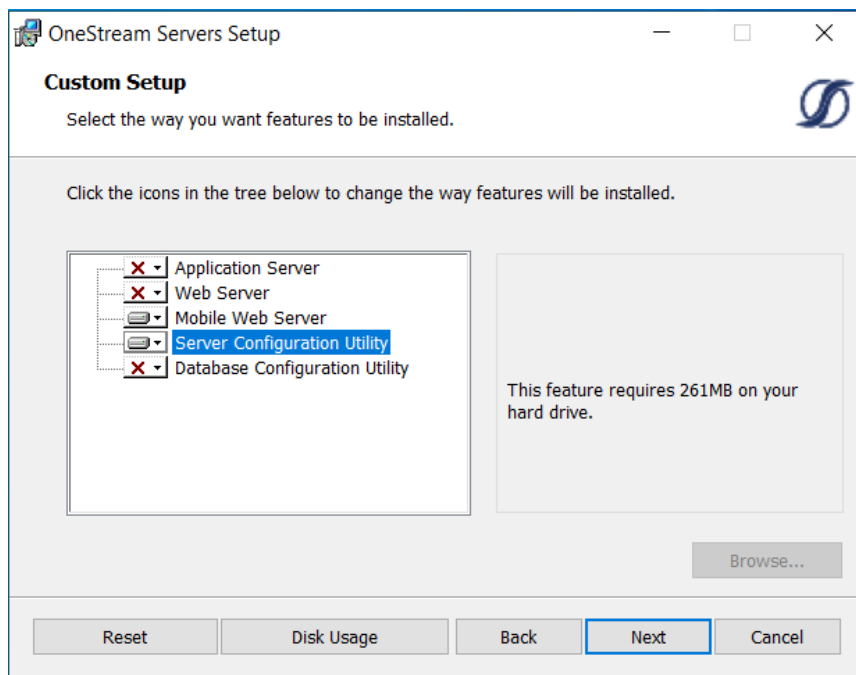 OneStream Servers Setup
Custom Setup
Select the way you want features to be installed.
Click the icons in the tree below to change the way features will be installed.
Application Server
Web Server
Mobile Web Server
Server Configuration Utility
Database Configuration Utility
This feature requires 261MB on your
hard drive.
Browse...
Reset
Disk Usage
Back
Next
Cancel